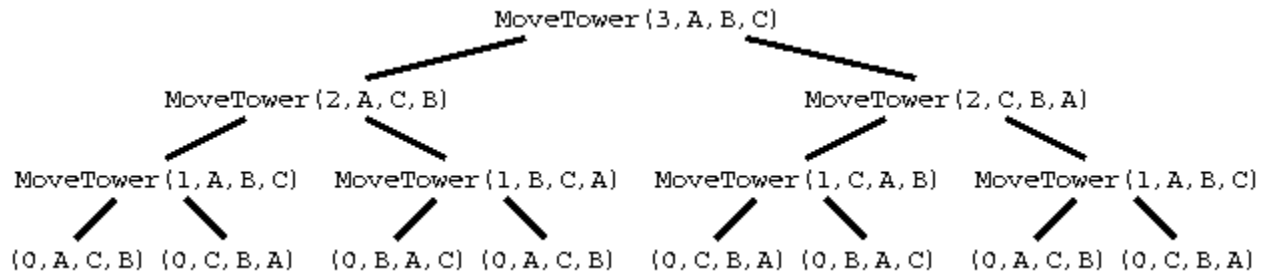 MoveTower(3,A,B,C)
MoveTower(2,A,C,B) MoveTower(2,C,B,A)
MoveTower(1,A,B,C) MoveTower(1,B,C,A) MoveTower(1,C,A,B) MoveTower(1,A,B,C)
(0,A,C,B) (0,C,B,A) (0,B,A,C) (0,A,C,B) (0,C,B,A) (0,B,A,C) (0,A,C,B) (0,C,B,A)